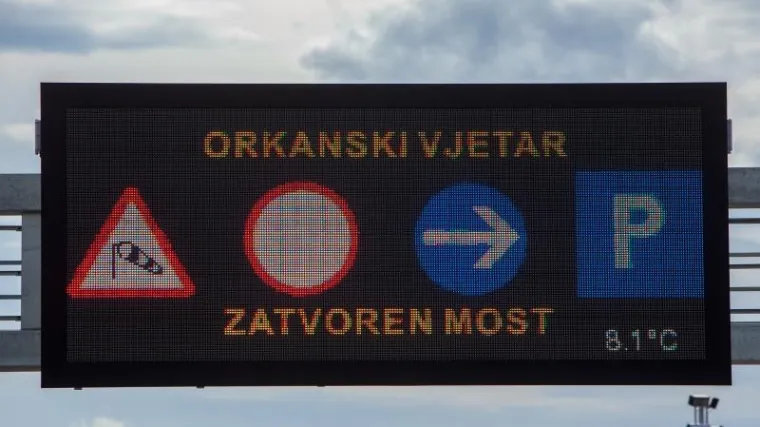 ORKANSKI VJETAR
P
ZATVOREN MOST
8.1°C